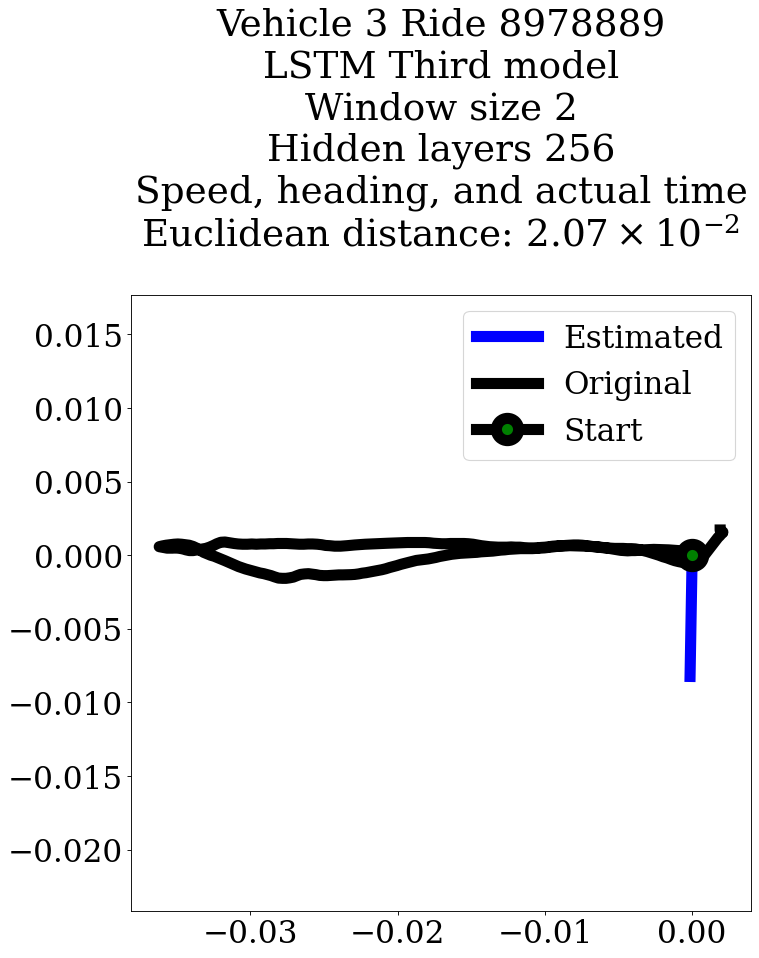 Vehicle 3 Ride 8978889
LSTM Third model
Window size 2
Hidden layers 256
Speed, heading, and actual time
Euclidean distance: 2.07 × 10⁻²
Estimated
Original
Start
0.015
0.010
0.005
0.000
−0.005
−0.010
−0.015
−0.020
−0.03 −0.02 −0.01 0.00